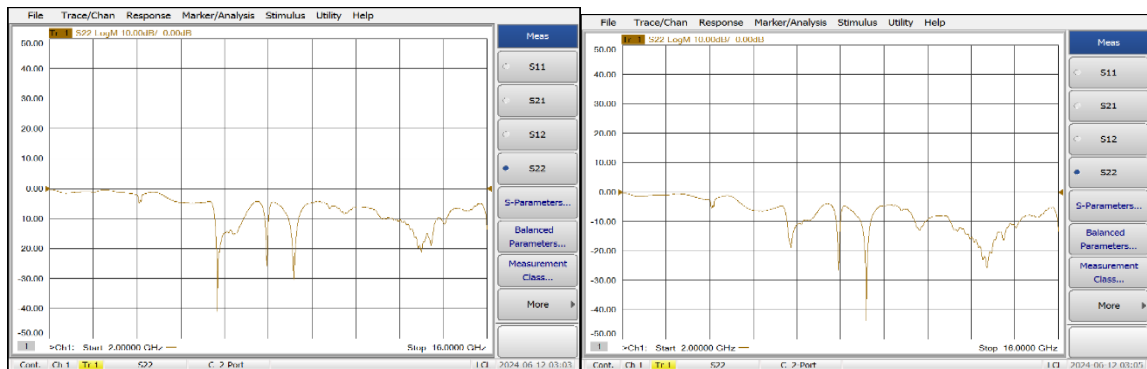 File Trace/Chan Response Marker/Analysis Stimulus Utility Help
Tr 1 S22 LogM 10.00dB/ 0.00dB
50.00
40.00
30.00
20.00
10.00
0.00
10.00
20.00
-30.00
-40.00
-50.00
1 >Ch1: Start 2.00000 GHz
Stop 16.0000 GHz
Meas
S11
S21
S12
S22
S-Parameters...
Balanced
Parameters...
Measurement
Class...
More
Cont. Ch 1 Tr 1 S22 C 2-Port LCL 2024-06-12 03:03
File Trace/Chan Response Marker/Analysis Stimulus Utility Help
Tr 1 S22 LogM 10.00dB/ 0.00dB
50.00
40.00
30.00
20.00
10.00
0.00
-10.00
-20.00
-30.00
-40.00
-50.00
1 >Ch1: Start 2.00000 GHz
Stop 16.0000 GHz
Meas
S11
S21
S12
S22
S-Parameters...
Balanced
Parameters...
Measurement
Class...
More
Cont. Ch 1 Tr 1 S22 C 2-Port LCL 2024-06-12 03:05